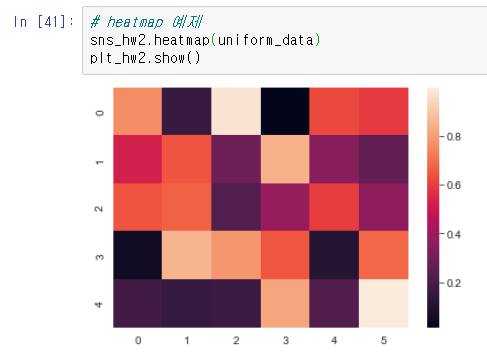 In [41]: # heatmap 예제
sns_hw2.heatmap(uniform_data)
plt_hw2.show()
0
1
2
3
4
0 1 2 3 4 5
0.8
0.6
0.4
0.2